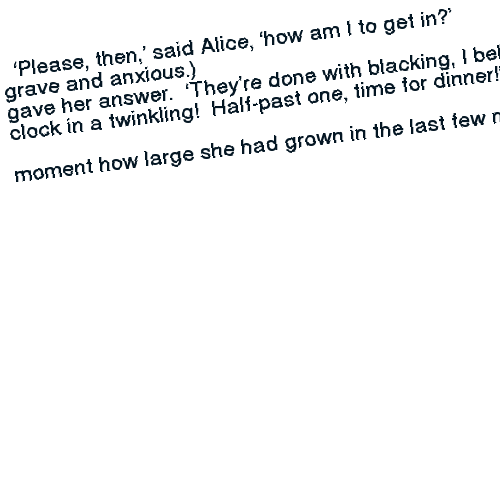 ‘Please, then,’ said Alice, ‘how am I to get in?’
grave and anxious.)
gave her answer.  ‘They’re done with blacking, I
clock in a twinkling!  Half-past one, time for dinner!
moment how large she had grown in the last few